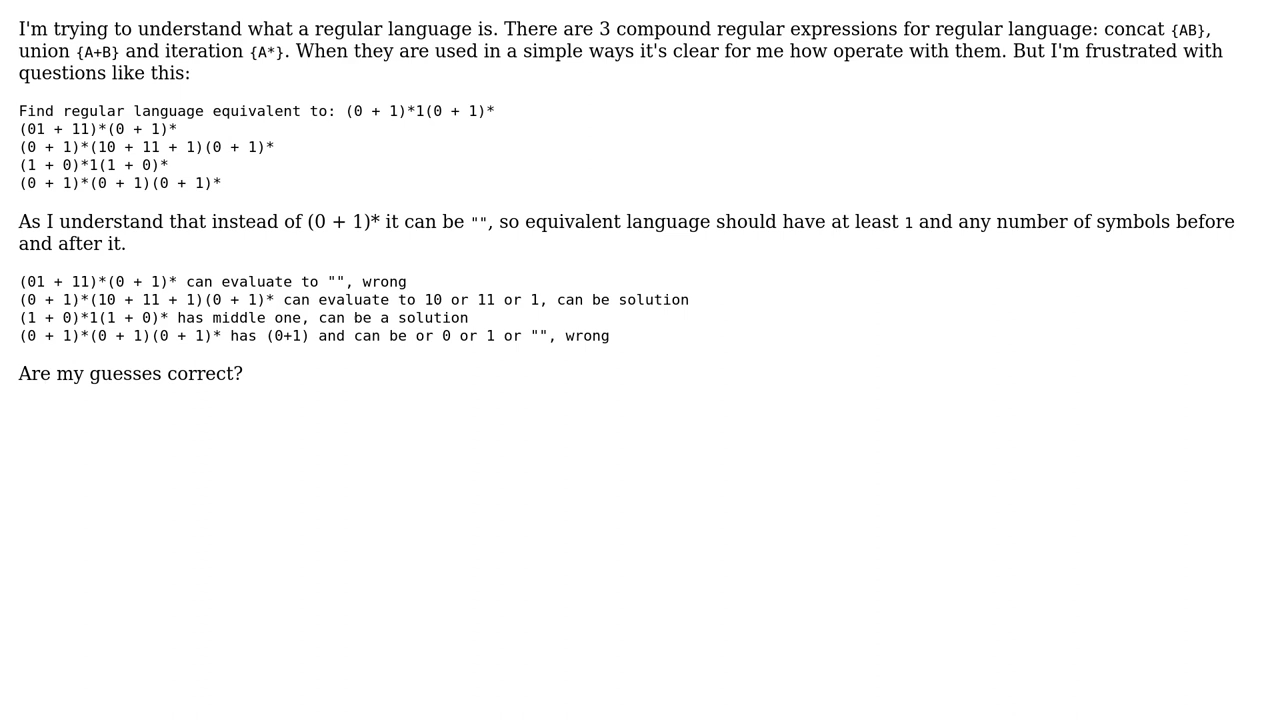 I'm trying to understand what a regular language is. There are 3 compound regular expressions for regular language: concat {AB},
union {A+B} and iteration {A*}. When they are used in a simple ways it's clear for me how operate with them. But I'm frustrated with
questions like this:
Find regular language equivalent to: (0 + 1)*1(0 + 1)*
(01 + 11)*(0 + 1)*
(0 + 1)*(10 + 11 + 1)(0 + 1)*
(1 + 0)*1(1 + 0)*
(0 + 1)*(0 + 1)(0 + 1)*
As I understand that instead of (0 + 1)* it can be "", so equivalent language should have at least 1 and any number of symbols before
and after it.
(01 + 11)*(0 + 1)* can evaluate to "", wrong
(0 + 1)*(10 + 11 + 1)(0 + 1)* can evaluate to 10 or 11 or 1, can be solution
(1 + 0)*1(1 + 0)* has middle one, can be a solution
(0 + 1)*(0 + 1)(0 + 1)* has (0+1) and can be or 0 or 1 or "", wrong
Are my guesses correct?